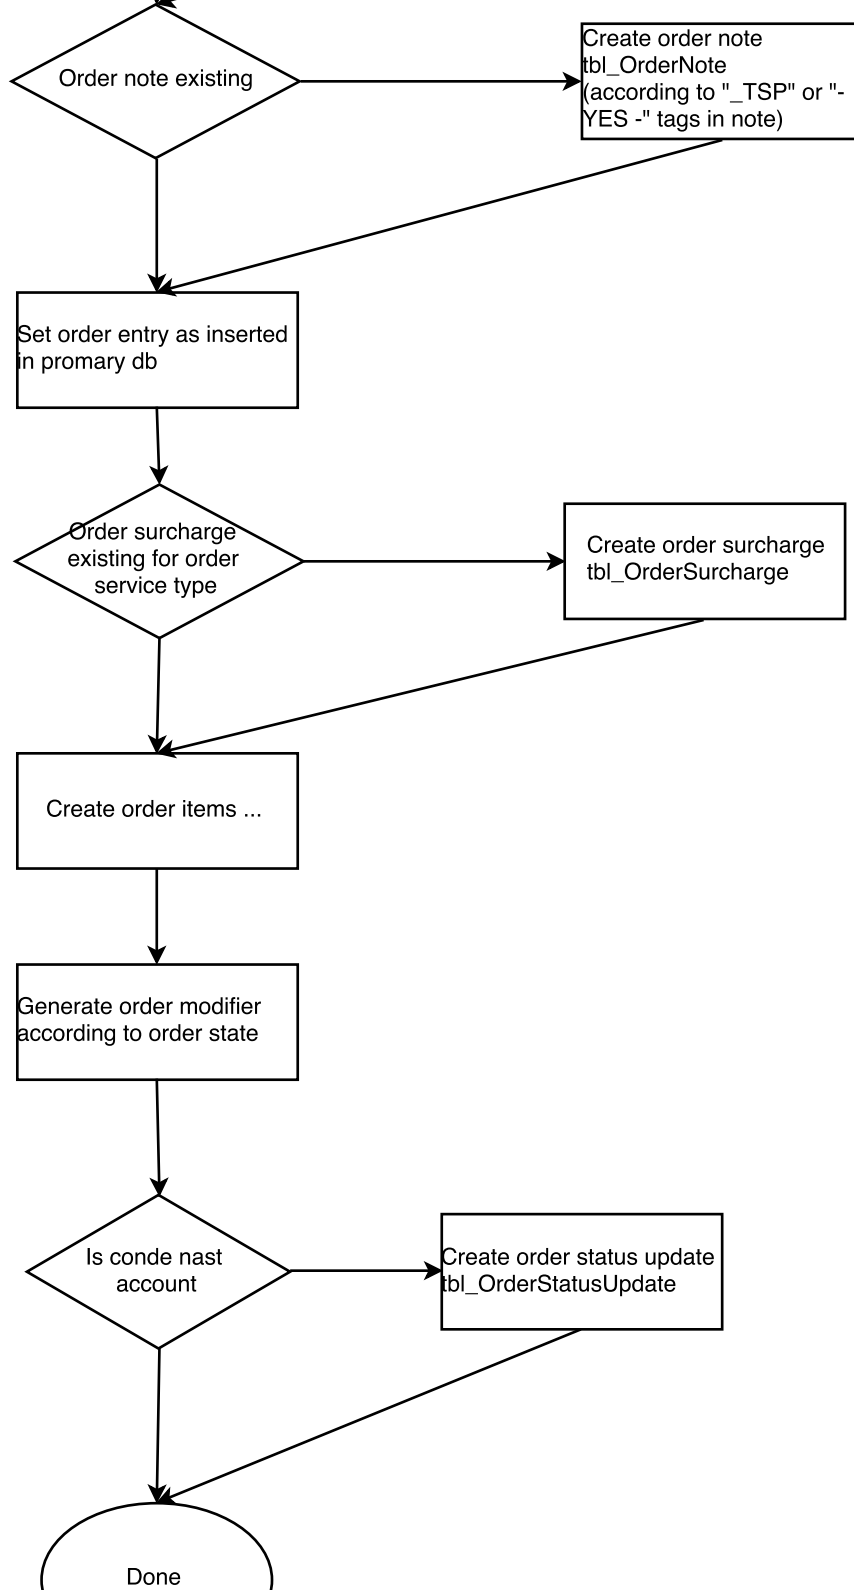 Order note existing
Create order note
tbl_OrderNote
(according to "_TSP" or "-
YES -" tags in note)
Set order entry as inserted
in promary db
Order surcharge
existing for order
service type
Create order surcharge
tbl_OrderSurcharge
Create order items ...
Generate order modifier
according to order state
Is conde nast
account
Create order status update
tbl_OrderStatusUpdate
Done